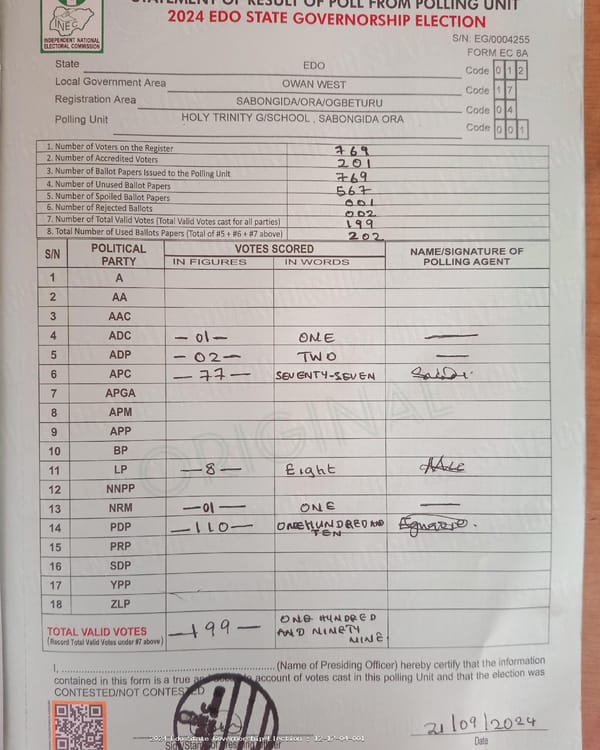 STATEMENT OF RESULT OF POLL FROM POLLING UNIT
2024 EDO STATE GOVERNORSHIP ELECTION
INEC
INDEPENDENT NATIONAL
ELECTORAL COMMISSION
S/N: EG/0004255
FORM EC 8A
State EDO Code 0 1 2
Local Government Area OWAN WEST Code 1 7
Registration Area SABONGIDA/ORA/OGBETURU Code 0 4
Polling Unit HOLY TRINITY G/SCHOOL , SABONGIDA ORA Code 0 0 1
1. Number of Voters on the Register 769
2. Number of Accredited Voters 201
3. Number of Ballot Papers Issued to the Polling Unit 769
4. Number of Unused Ballot Papers 567
5. Number of Spoiled Ballot Papers 001
6. Number of Rejected Ballots 002
7. Number of Total Valid Votes (Total Valid Votes cast for all parties) 199
8. Total Number of Used Ballots Papers (Total of #5 + #6 + #7 above) 202
S/N POLITICAL PARTY VOTES SCORED NAME/SIGNATURE OF POLLING AGENT
IN FIGURES IN WORDS
1 A
2 AA
3 AAC
4 ADC -01- ONE
5 ADP -02- TWO
6 APC -77- SEVENTY-SEVEN
7 APGA
8 APM
9 APP
10 BP
11 LP -8- Eight
12 NNPP
13 NRM -01- ONE
14 PDP -110- ONE HUNDRED AND TEN
15 PRP
16 SDP
17 YPP
18 ZLP
ORIGINAL
TOTAL VALID VOTES -199- ONE HUNDRED AND NINETY NINE
(Record Total Valid Votes under #7 above)
I, (Name of Presiding Officer) hereby certify that the information
contained in this form is a true and account of votes cast in this polling Unit and that the election was
CONTESTED/NOT CONTESTED
21/09/2024
2024 Edo State Governorship Election : 12-17-04-001
Date